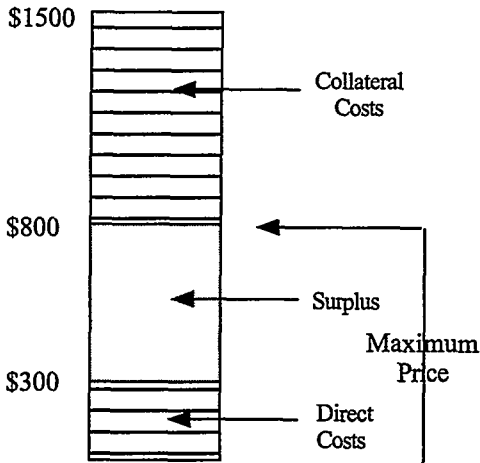 $1500
Collateral
Costs
$800
Surplus
Maximum
Price
$300
Direct
Costs